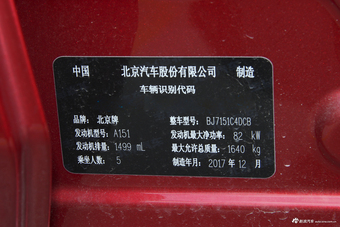 中国 北京汽车股份有限公司 制造
车辆识别代码
品牌：北京牌 整车型号：BJ7151C4DCB
发动机型号：A151 发动机最大净功率：82 kW
发动机排量：1499 mL 最大允许总质量：1640 kg
乘坐人数：5 制造年月：2017 年 12 月